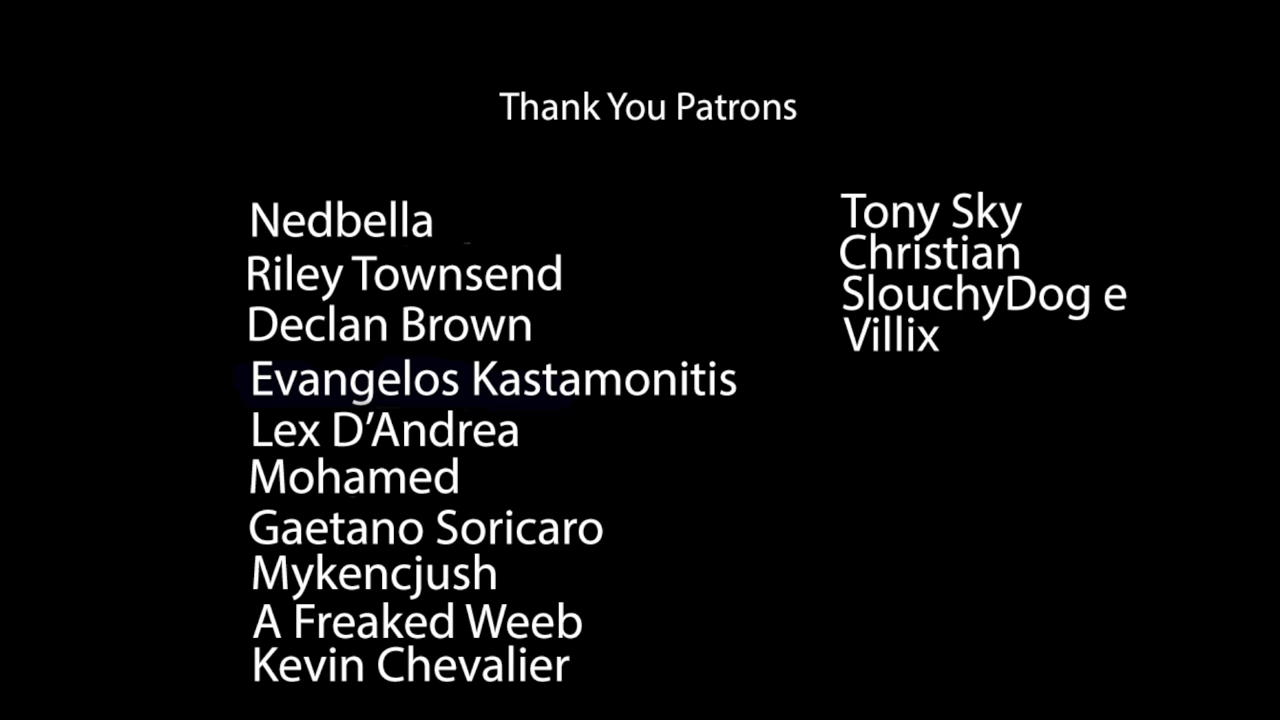 Thank You Patrons
Nedbella
Riley Townsend
Declan Brown
Evangelos Kastamonitis
Lex D’Andrea
Mohamed
Gaetano Soricaro
Mykencjush
A Freaked Weeb
Kevin Chevalier
Tony Sky
Christian
SlouchyDog e
Villix